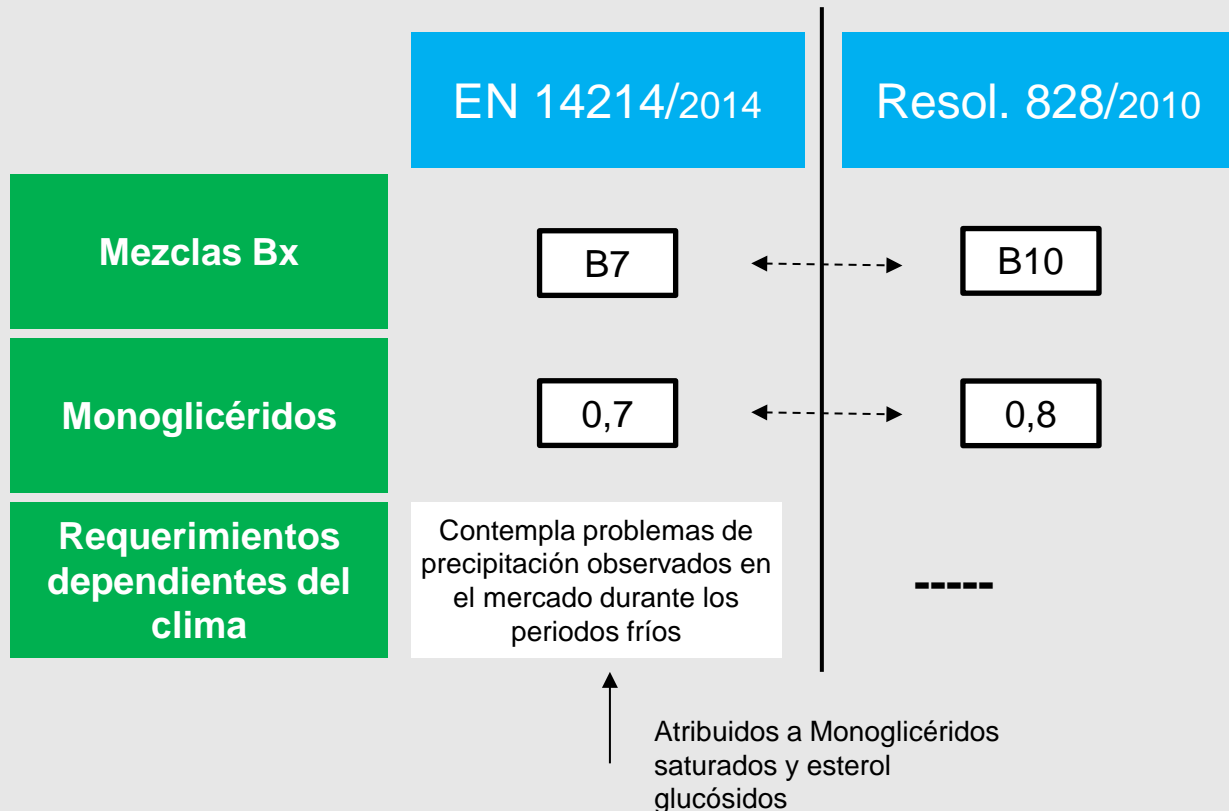 EN 14214/2014
Resol. 828/2010
Mezclas Bx
B7
B10
Monoglicéridos
0,7
0,8
Requerimientos
dependientes del
clima
Contempla problemas de
precipitación observados en
el mercado durante los
periodos fríos
-----
Atribuidos a Monoglicéridos
saturados y esterol
glucósidos